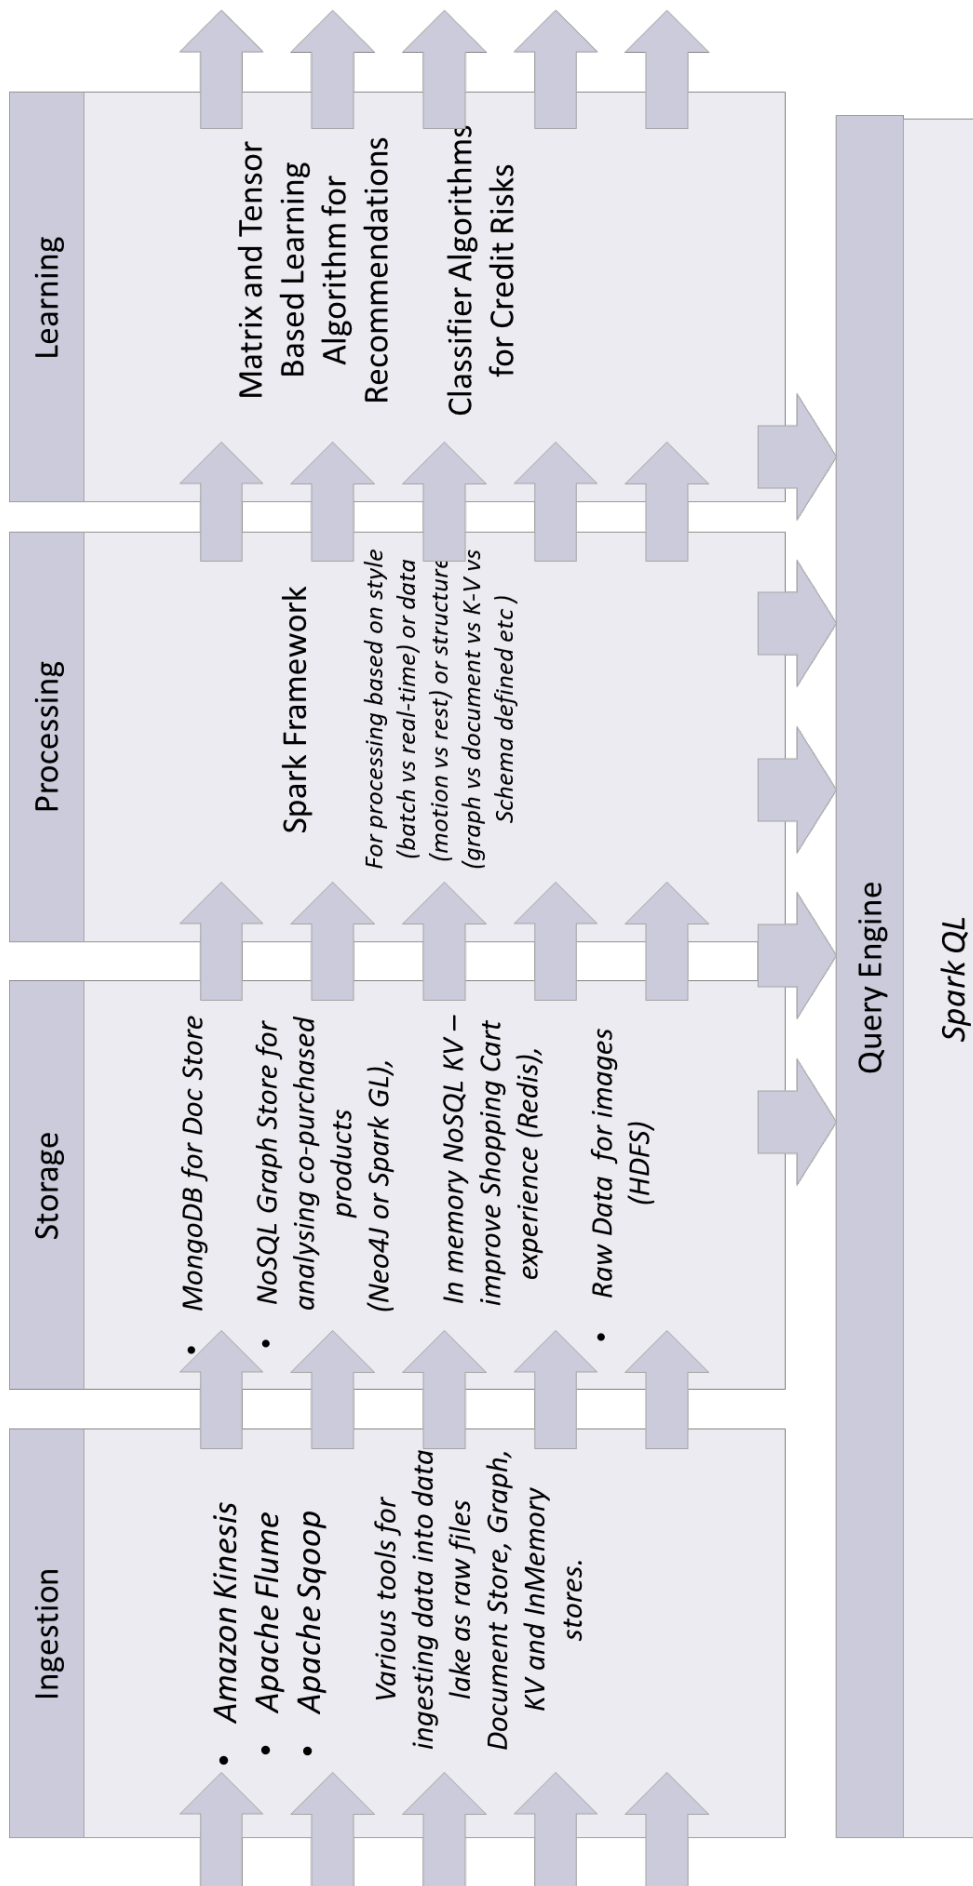 Ingestion
• Amazon Kinesis
• Apache Flume
• Apache Sqoop
Various tools for
ingesting data into data
lake as raw files
Document Store, Graph,
KV and InMemory
stores.
Storage
• MongoDB for Doc Store
• NoSQL Graph Store for
analysing co-purchased
products
(Neo4J or Spark GL),
In memory NoSQL KV –
improve Shopping Cart
experience (Redis),
• Raw Data for images
(HDFS)
Processing
Spark Framework
For processing based on style
(batch vs real-time) or data
(motion vs rest) or structure
(graph vs document vs K-V vs
Schema defined etc )
Learning
Matrix and Tensor
Based Learning
Algorithm for
Recommendations
Classifier Algorithms
for Credit Risks
Query Engine
Spark QL